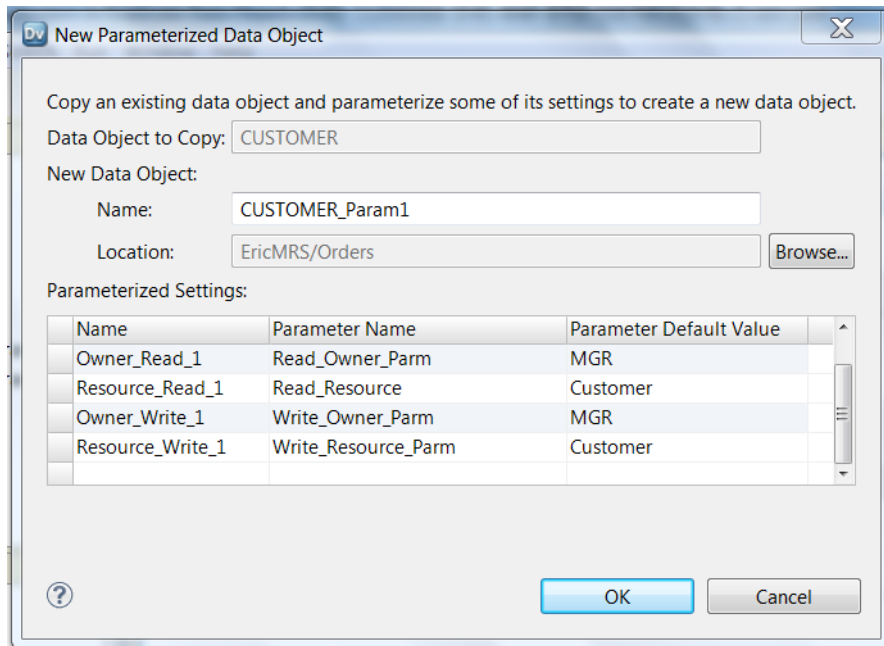 Dv New Parameterized Data Object
Copy an existing data object and parameterize some of its settings to create a new data object.
Data Object to Copy: CUSTOMER
New Data Object:
Name: CUSTOMER_Param1
Location: EricMRS/Orders Browse...
Parameterized Settings:
Name Parameter Name Parameter Default Value
Owner_Read_1 Read_Owner_Parm MGR
Resource_Read_1 Read_Resource Customer
Owner_Write_1 Write_Owner_Parm MGR
Resource_Write_1 Write_Resource_Parm Customer
? OK Cancel